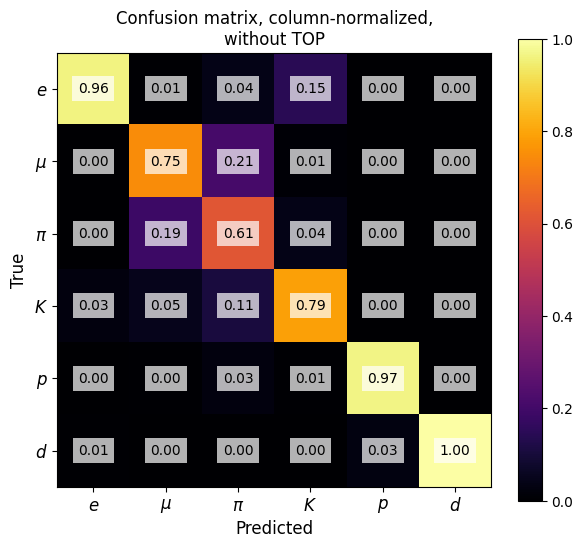 Confusion matrix, column-normalized,
without TOP
e 0.96 0.01 0.04 0.15 0.00 0.00
μ 0.00 0.75 0.21 0.01 0.00 0.00
π 0.00 0.19 0.61 0.04 0.00 0.00
K 0.03 0.05 0.11 0.79 0.00 0.00
p 0.00 0.00 0.03 0.01 0.97 0.00
d 0.01 0.00 0.00 0.00 0.03 1.00
e μ π K p d
Predicted
True
1.0
0.8
0.6
0.4
0.2
0.0